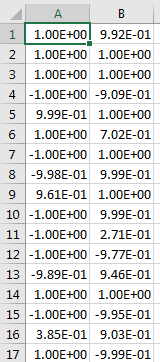 A B
1 1.00E+00 9.92E-01
2 1.00E+00 1.00E+00
3 1.00E+00 1.00E+00
4 -1.00E+00 -9.09E-01
5 9.99E-01 1.00E+00
6 1.00E+00 7.02E-01
7 -1.00E+00 1.00E+00
8 -9.98E-01 9.99E-01
9 9.61E-01 1.00E+00
10 -1.00E+00 9.99E-01
11 -1.00E+00 2.71E-01
12 -1.00E+00 -9.77E-01
13 -9.89E-01 9.46E-01
14 1.00E+00 1.00E+00
15 -1.00E+00 -9.95E-01
16 3.85E-01 9.03E-01
17 1.00E+00 -9.99E-01